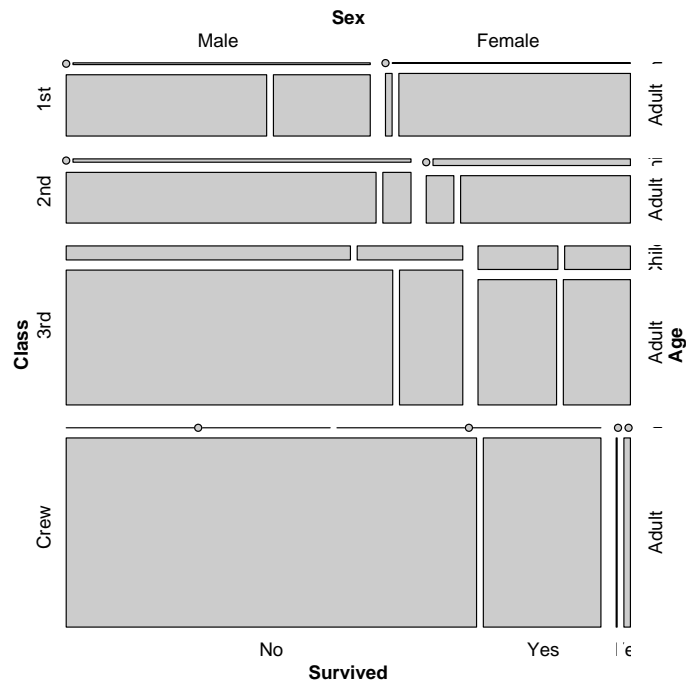 Sex
Male Female
1st
Adult
2nd
Adult
3rd
Adult
Class
Age
Crew
Adult
No Yes
Survived